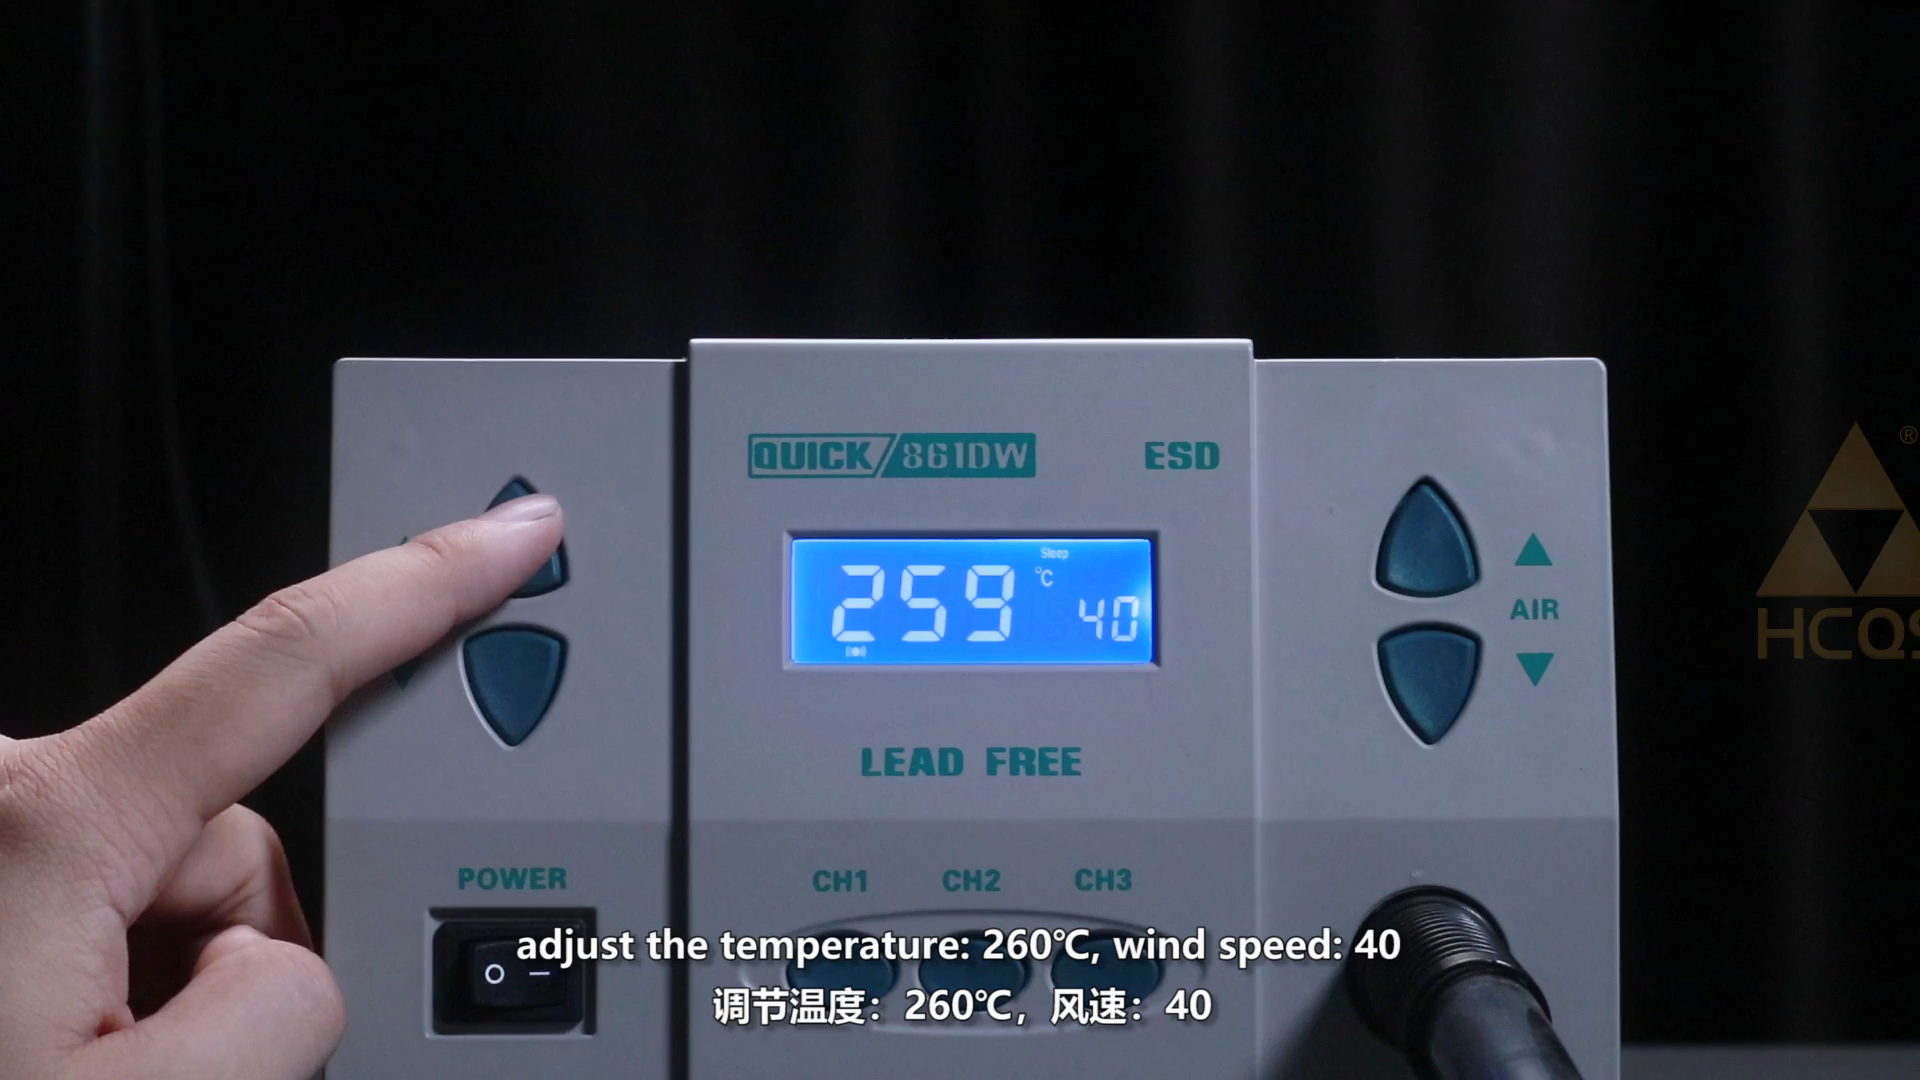 QUICK/861DW
ESD
Sleep
259 °C
40
AIR
LEAD FREE
®
HCQS
POWER
CH1 CH2 CH3
adjust the temperature: 260℃, wind speed: 40
调节温度：260℃，风速：40